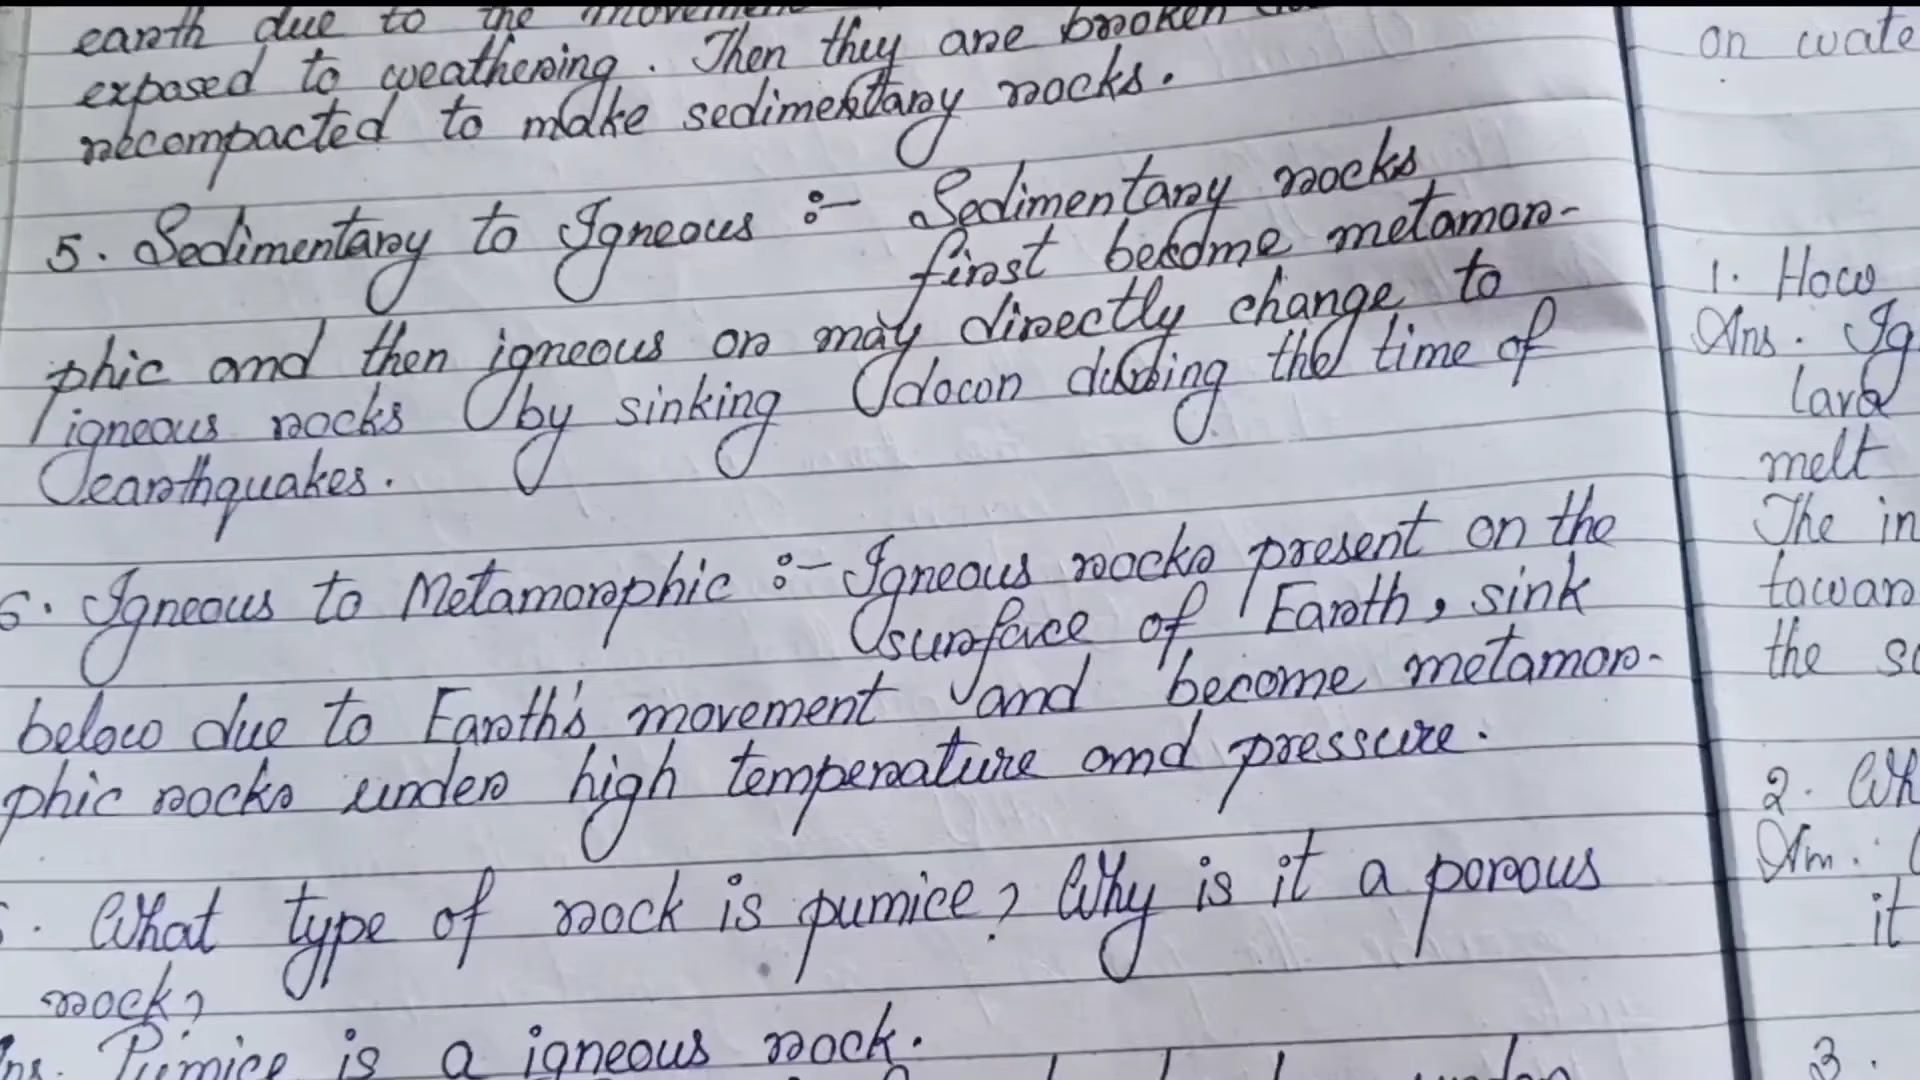 earth due to the movement
exposed to weathering. Then they are broken
recompacted to make sedimentary rocks.
5. Sedimentary to Igneous :- Sedimentary rocks
first become metamor-
phic and then igneous or may directly change to
igneous rocks by sinking down during the time of
earthquakes.
6. Igneous to Metamorphic :- Igneous rocks present on the
surface of Earth, sink
below due to Earth's movement and become metamor-
phic rocks under high temperature and pressure.
What type of rock is pumice? Why is it a porous
rock?
Ans. Pumice is a igneous rock.
under
on wate
1. How
Ans. Ig
lava
melt
The in
towar
the so
2. Wh
Ans.
it
3.